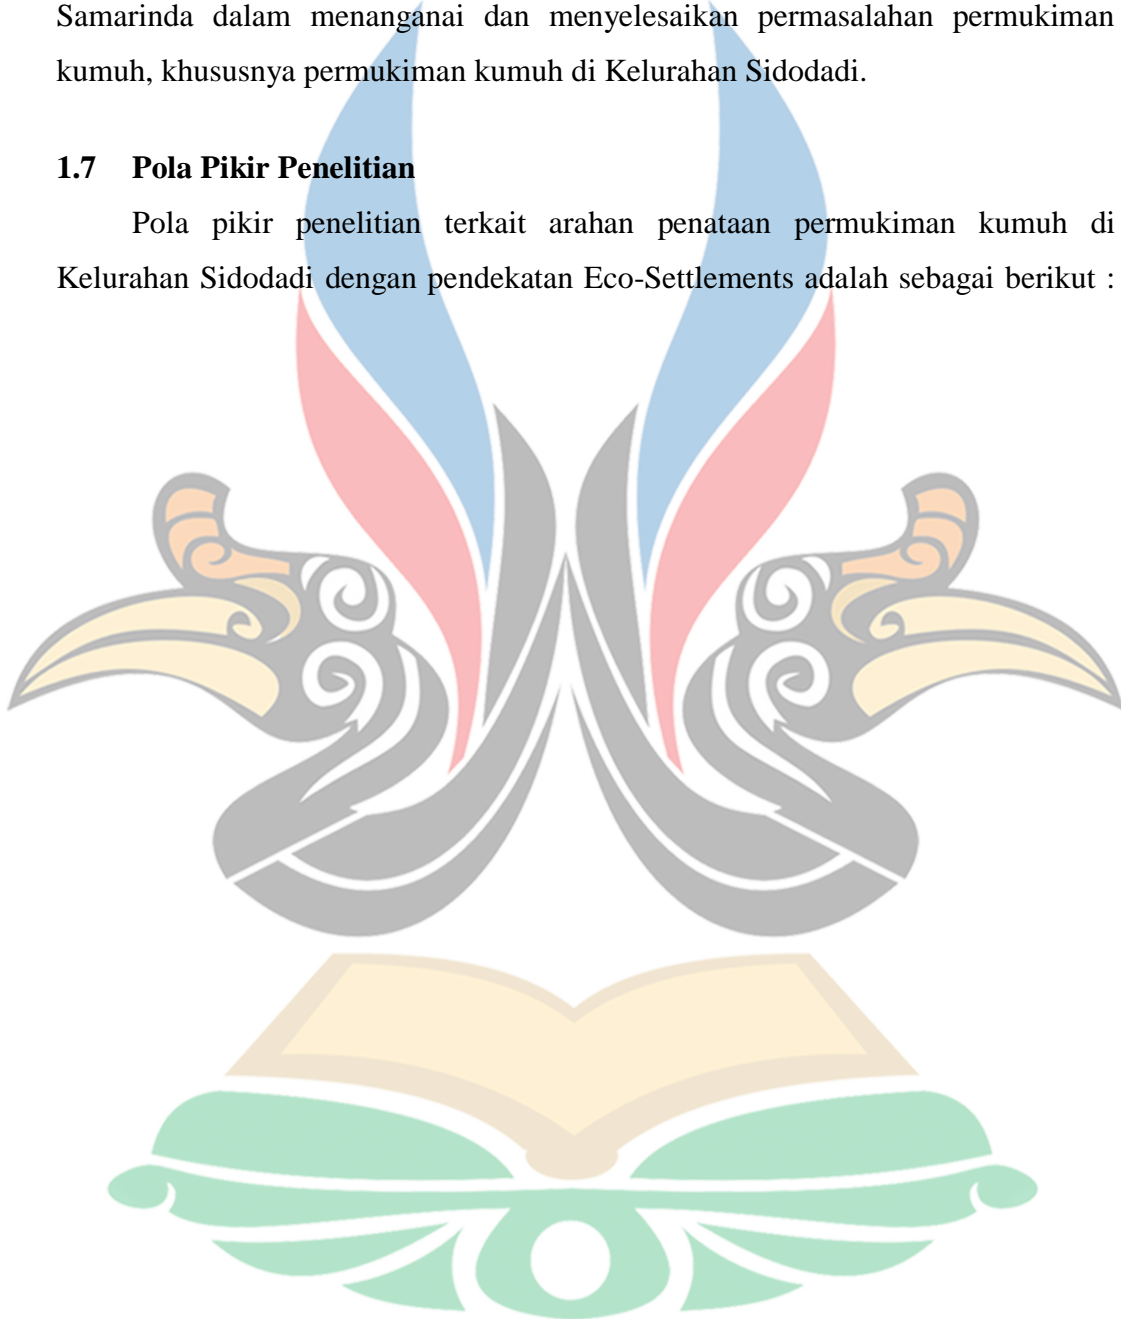 Samarinda dalam menanganai dan menyelesaikan permasalahan permukiman
kumuh, khususnya permukiman kumuh di Kelurahan Sidodadi.
1.7 Pola Pikir Penelitian
Pola pikir penelitian terkait arahan penataan permukiman kumuh di
Kelurahan Sidodadi dengan pendekatan Eco-Settlements adalah sebagai berikut :